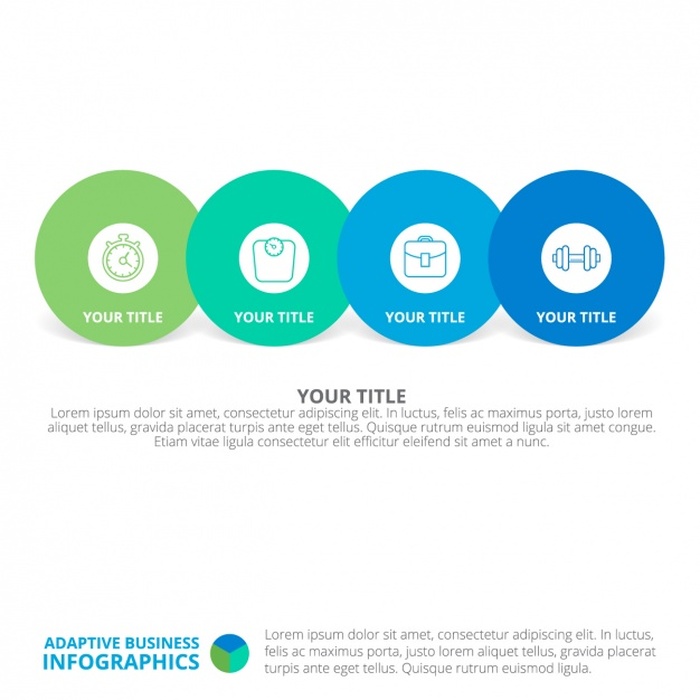 YOUR TITLE YOUR TITLE YOUR TITLE YOUR TITLE
YOUR TITLE
Lorem ipsum dolor sit amet, consectetur adipiscing elit. In luctus, felis ac maximus porta, justo lorem
aliquet tellus, gravida placerat turpis ante eget tellus. Quisque rutrum euismod ligula sit amet congue.
Etiam vitae ligula consectetur elit efficitur eleifend sit amet a nunc.
ADAPTIVE BUSINESS
INFOGRAPHICS
Lorem ipsum dolor sit amet, consectetur adipiscing elit. In luctus,
felis ac maximus porta, justo lorem aliquet tellus, gravida placerat
turpis ante eget tellus. Quisque rutrum euismod ligula.